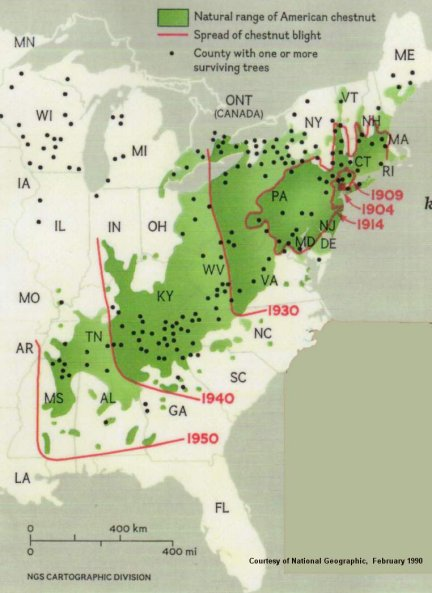 Natural range of American chestnut
Spread of chestnut blight
County with one or more
surviving trees
MN
ME
ONT
(CANADA)
VT
WI
NY
NH
MA
MI
CT
RI
IA
PA
1909
k
1904
IL
IN
OH
NJ
1914
MD
DE
WV
VA
MO
KY
1930
NC
TN
AR
SC
MS
AL
1940
GA
1950
LA
FL
0 400 km
0 400 mi
Courtesy of National Geographic, February 1990
NGS CARTOGRAPHIC DIVISION